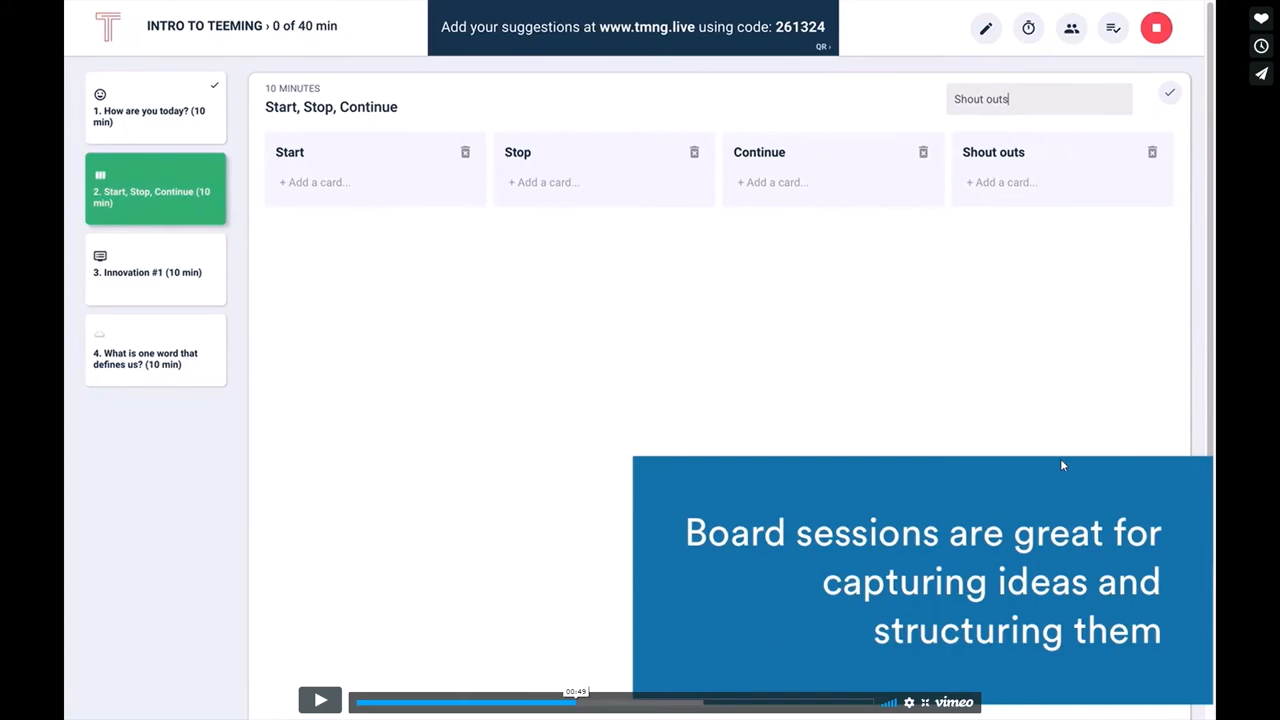 INTRO TO TEEMING › 0 of 40 min
Add your suggestions at www.tmng.live using code: 261324
QR ›
1. How are you today? (10
min)
2. Start, Stop, Continue (10
min)
3. Innovation #1 (10 min)
4. What is one word that
defines us? (10 min)
10 MINUTES
Start, Stop, Continue
Shout outs
Start
+ Add a card...
Stop
+ Add a card...
Continue
+ Add a card...
Shout outs
+ Add a card...
Board sessions are great for
capturing ideas and
structuring them
00:49
vimeo